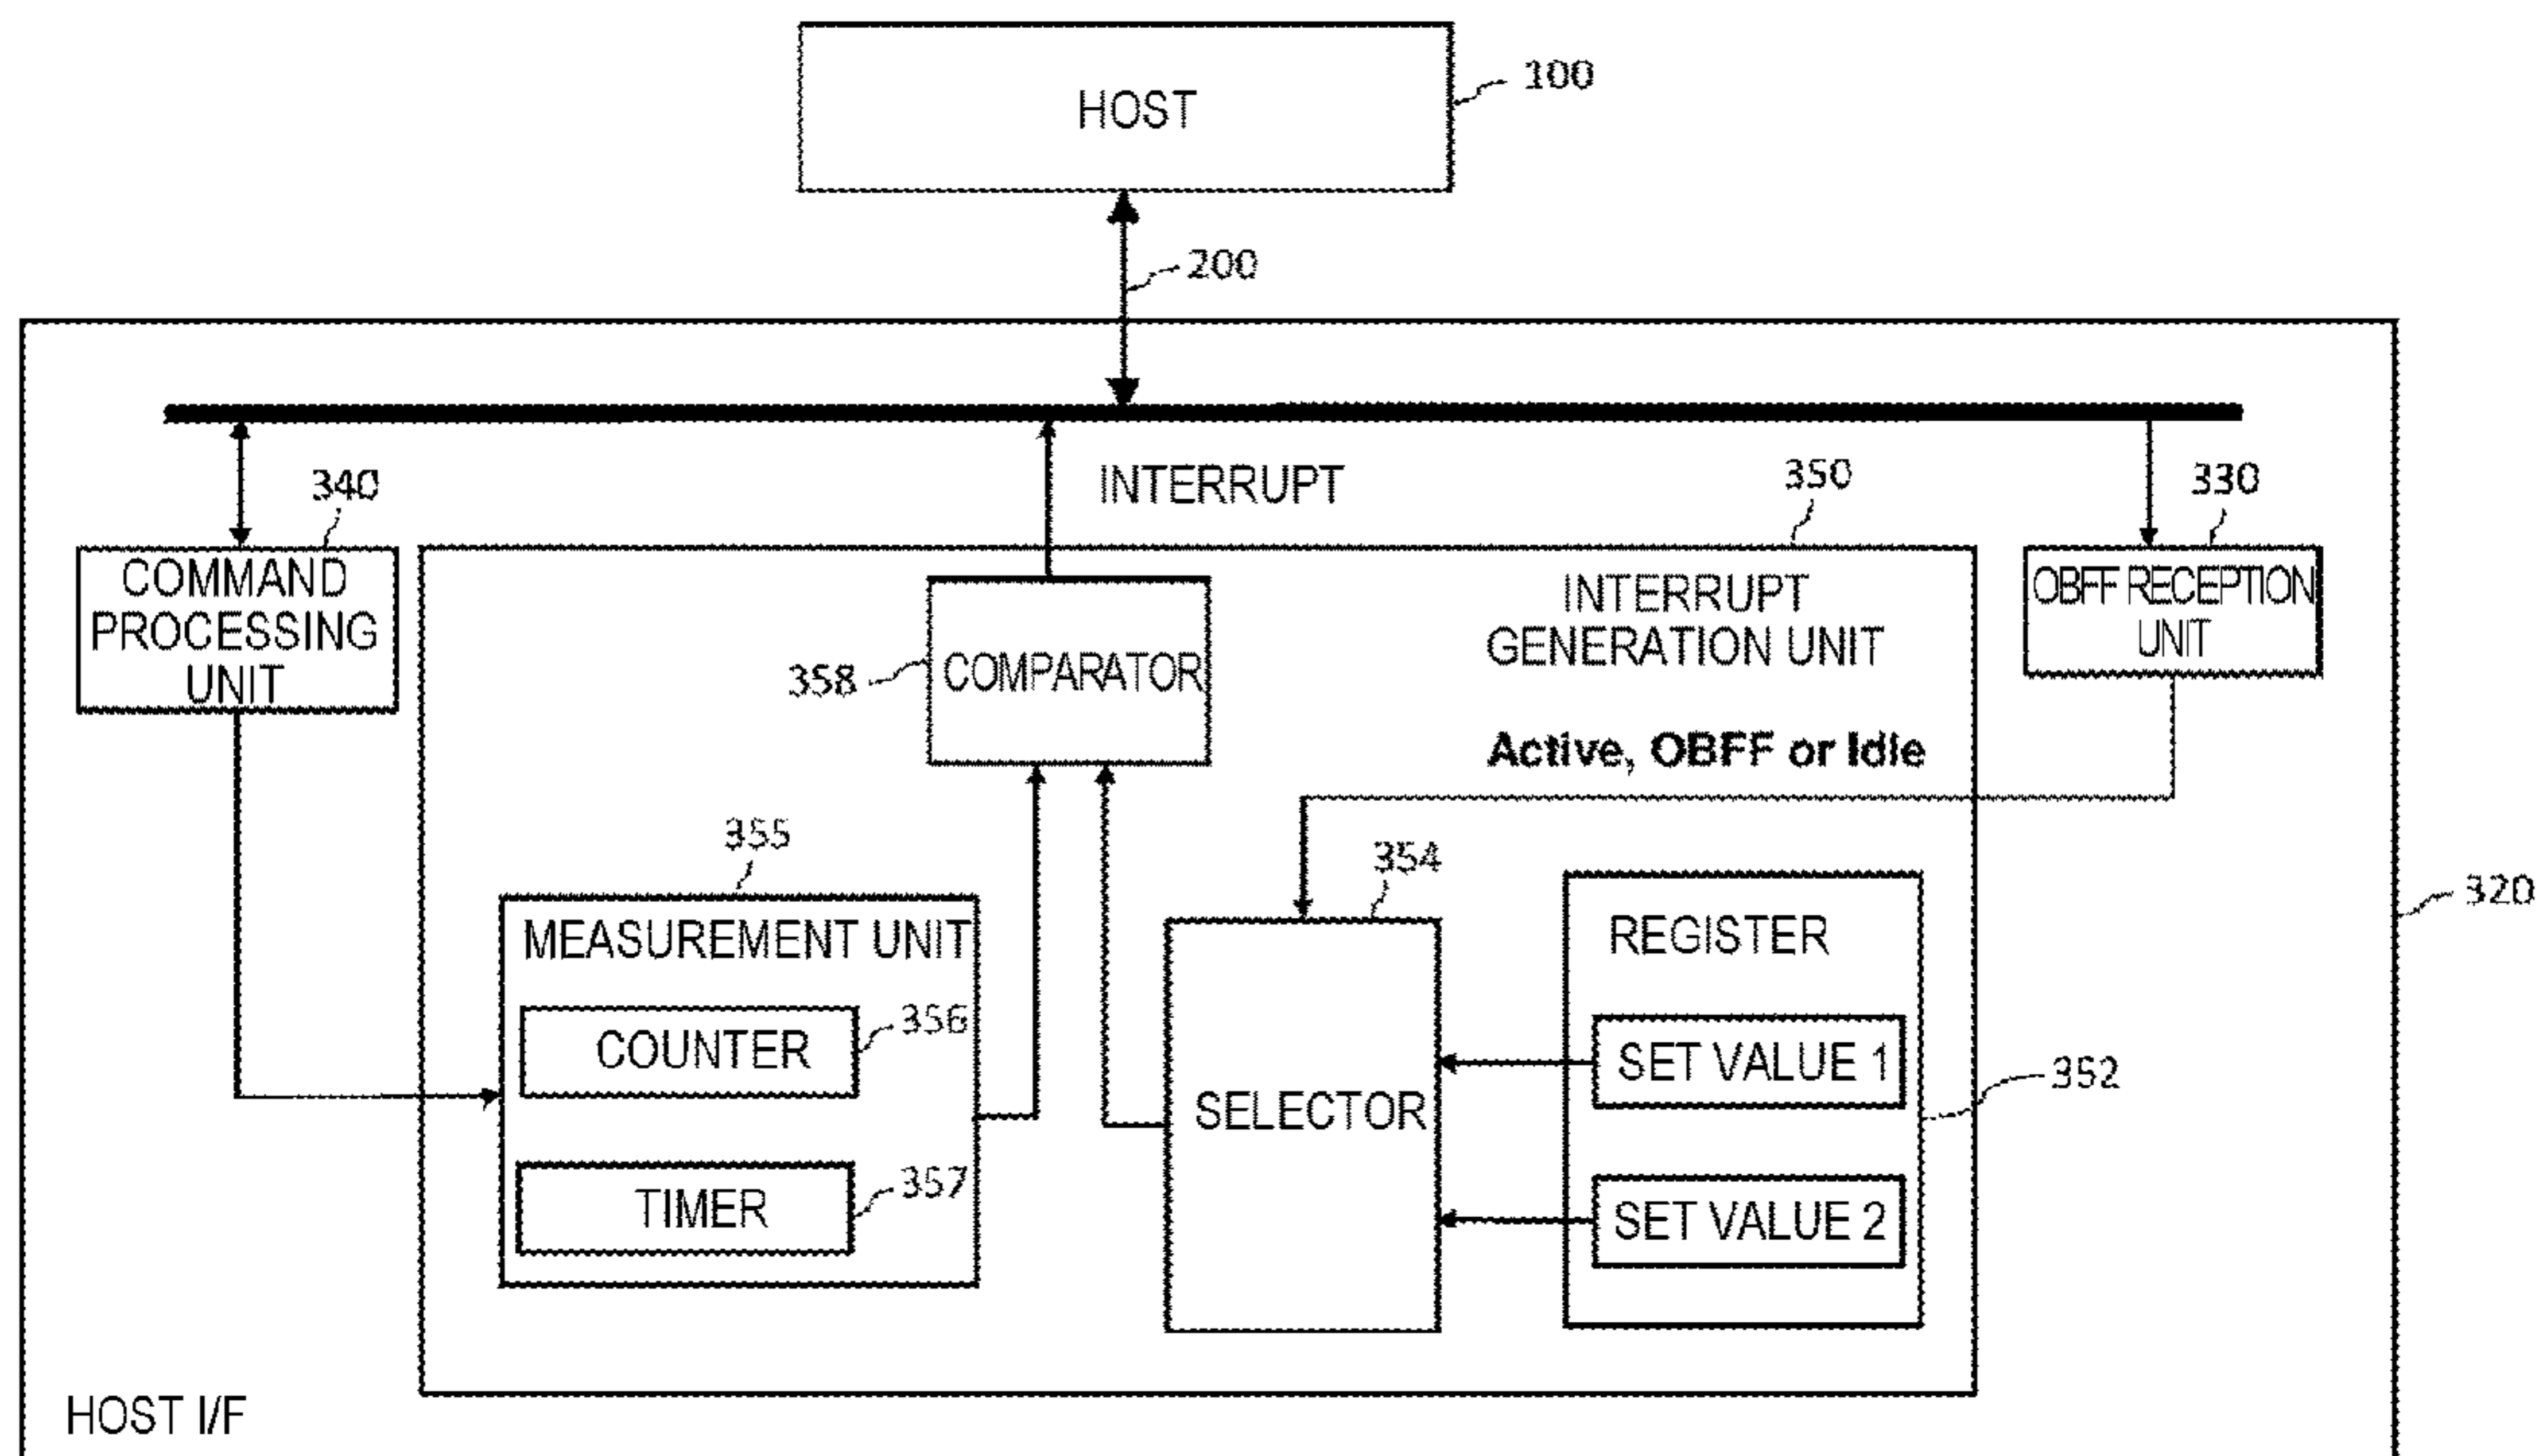 HOST
100
200
INTERRUPT
340
350
330
COMMAND
PROCESSING
UNIT
INTERRUPT
GENERATION UNIT
OBFF RECEPTION
UNIT
358
COMPARATOR
Active, OBFF or Idle
355
354
320
MEASUREMENT UNIT
REGISTER
COUNTER
356
SET VALUE 1
352
SELECTOR
TIMER
357
SET VALUE 2
HOST I/F